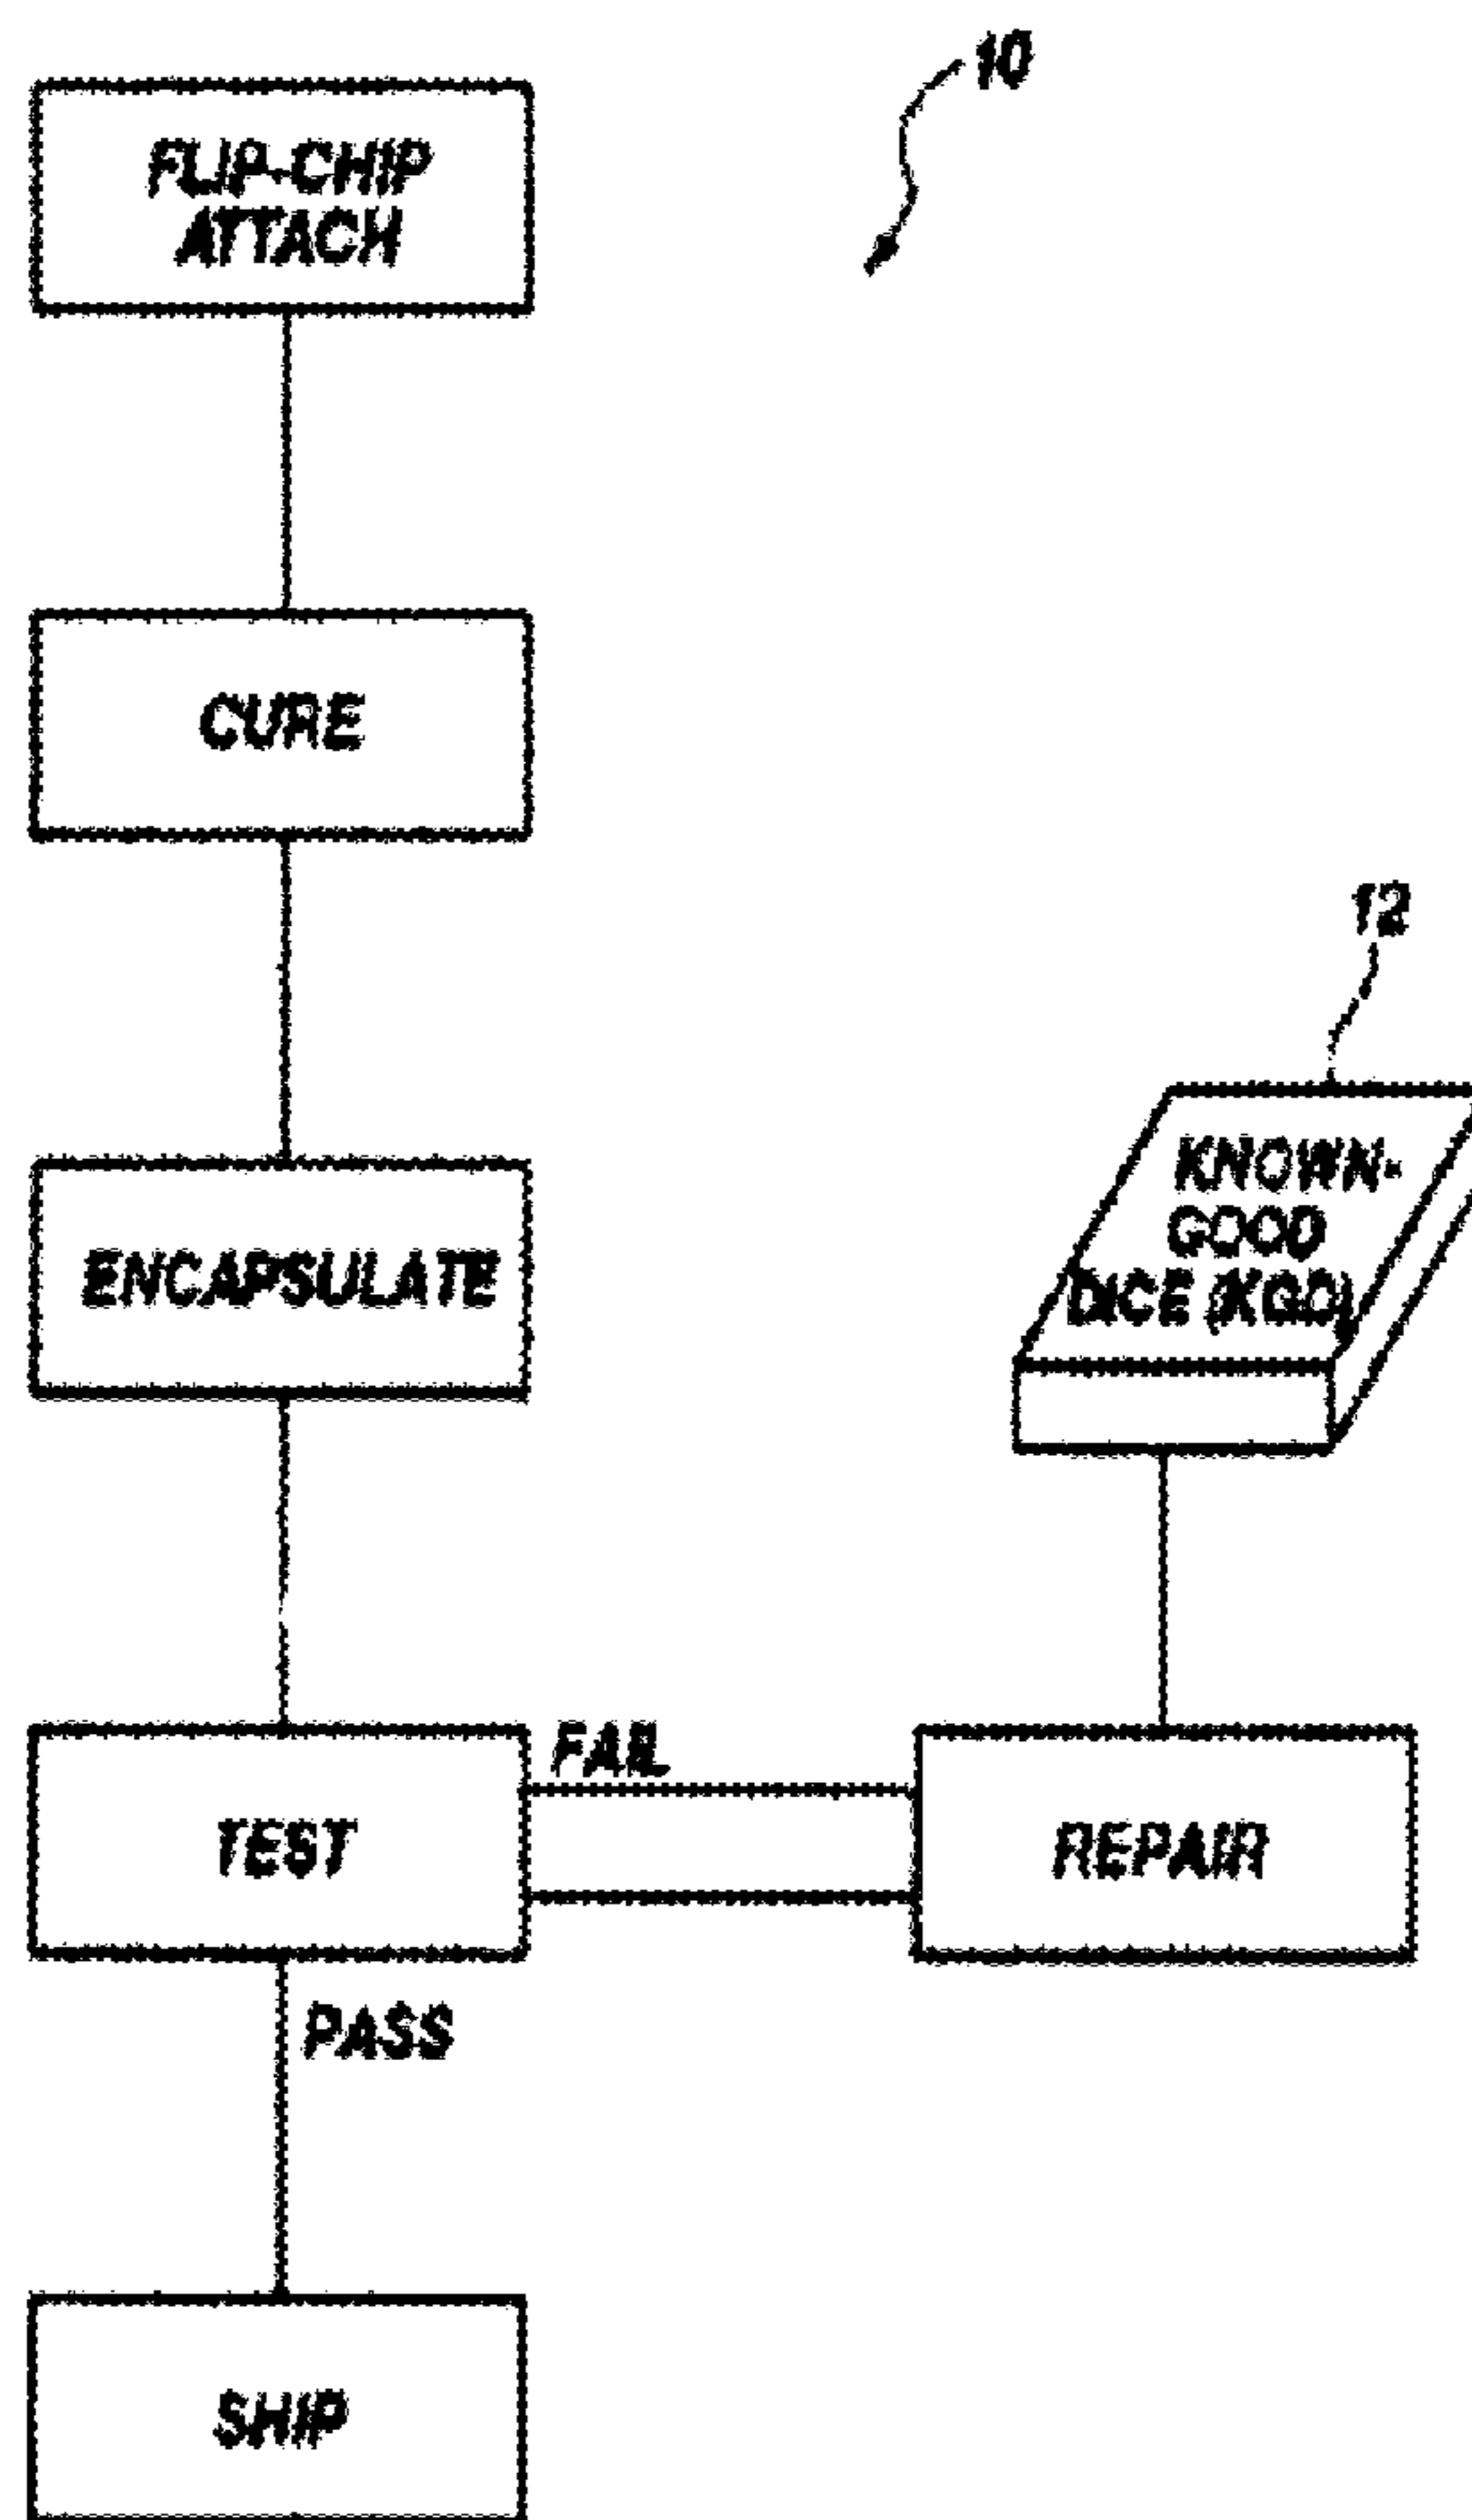 10
FLIP-CHIP
ATTACH
CURE
12
KNOWN-
GOOD
DICE (KGD)
ENCAPSULATE
FAIL
TEST
REPAIR
PASS
SHIP